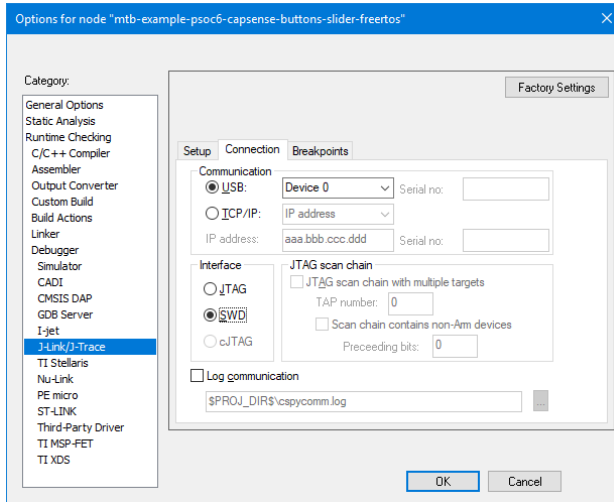 Options for node "mtb-example-psoc6-capsense-buttons-slider-freertos"
Category:
General Options
Static Analysis
Runtime Checking
C/C++ Compiler
Assembler
Output Converter
Custom Build
Build Actions
Linker
Debugger
Simulator
CADI
CMSIS DAP
GDB Server
I-jet
J-Link/J-Trace
TI Stellaris
Nu-Link
PE micro
ST-LINK
Third-Party Driver
TI MSP-FET
TI XDS
Factory Settings
Setup Connection Breakpoints
Communication
USB: Device 0 Serial no:
TCP/IP: IP address
IP address: aaa.bbb.ccc.ddd Serial no:
Interface
JTAG
SWD
cJTAG
JTAG scan chain
JTAG scan chain with multiple targets
TAP number: 0
Scan chain contains non-Arm devices
Preceeding bits: 0
Log communication
$PROJ_DIR$\cspycomm.log ...
OK Cancel